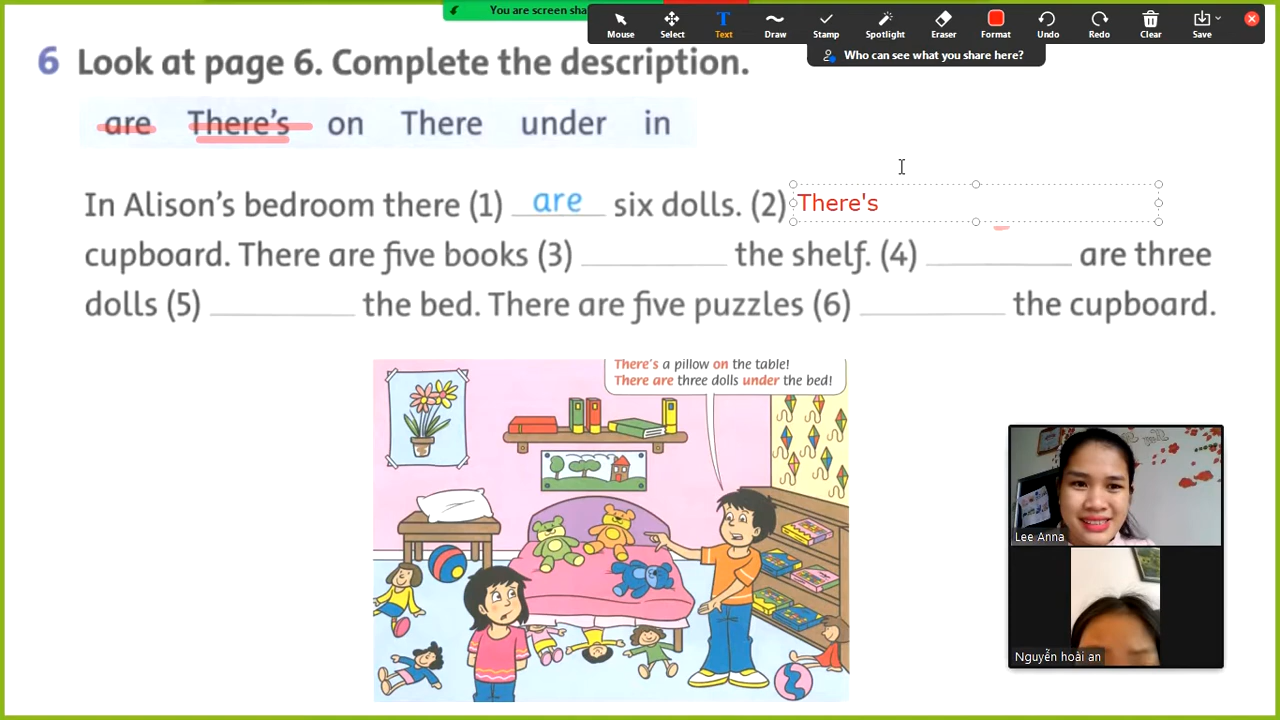 You are screen sha
Mouse Select Text Draw Stamp Spotlight Eraser Format Undo Redo Clear Save
Who can see what you share here?
6 Look at page 6. Complete the description.
are There's on There under in
In Alison's bedroom there (1) are six dolls. (2) There's
cupboard. There are five books (3) the shelf. (4) are three
dolls (5) the bed. There are five puzzles (6) the cupboard.
There's a pillow on the table!
There are three dolls under the bed!
Lee Anna
Nguyễn hoài an